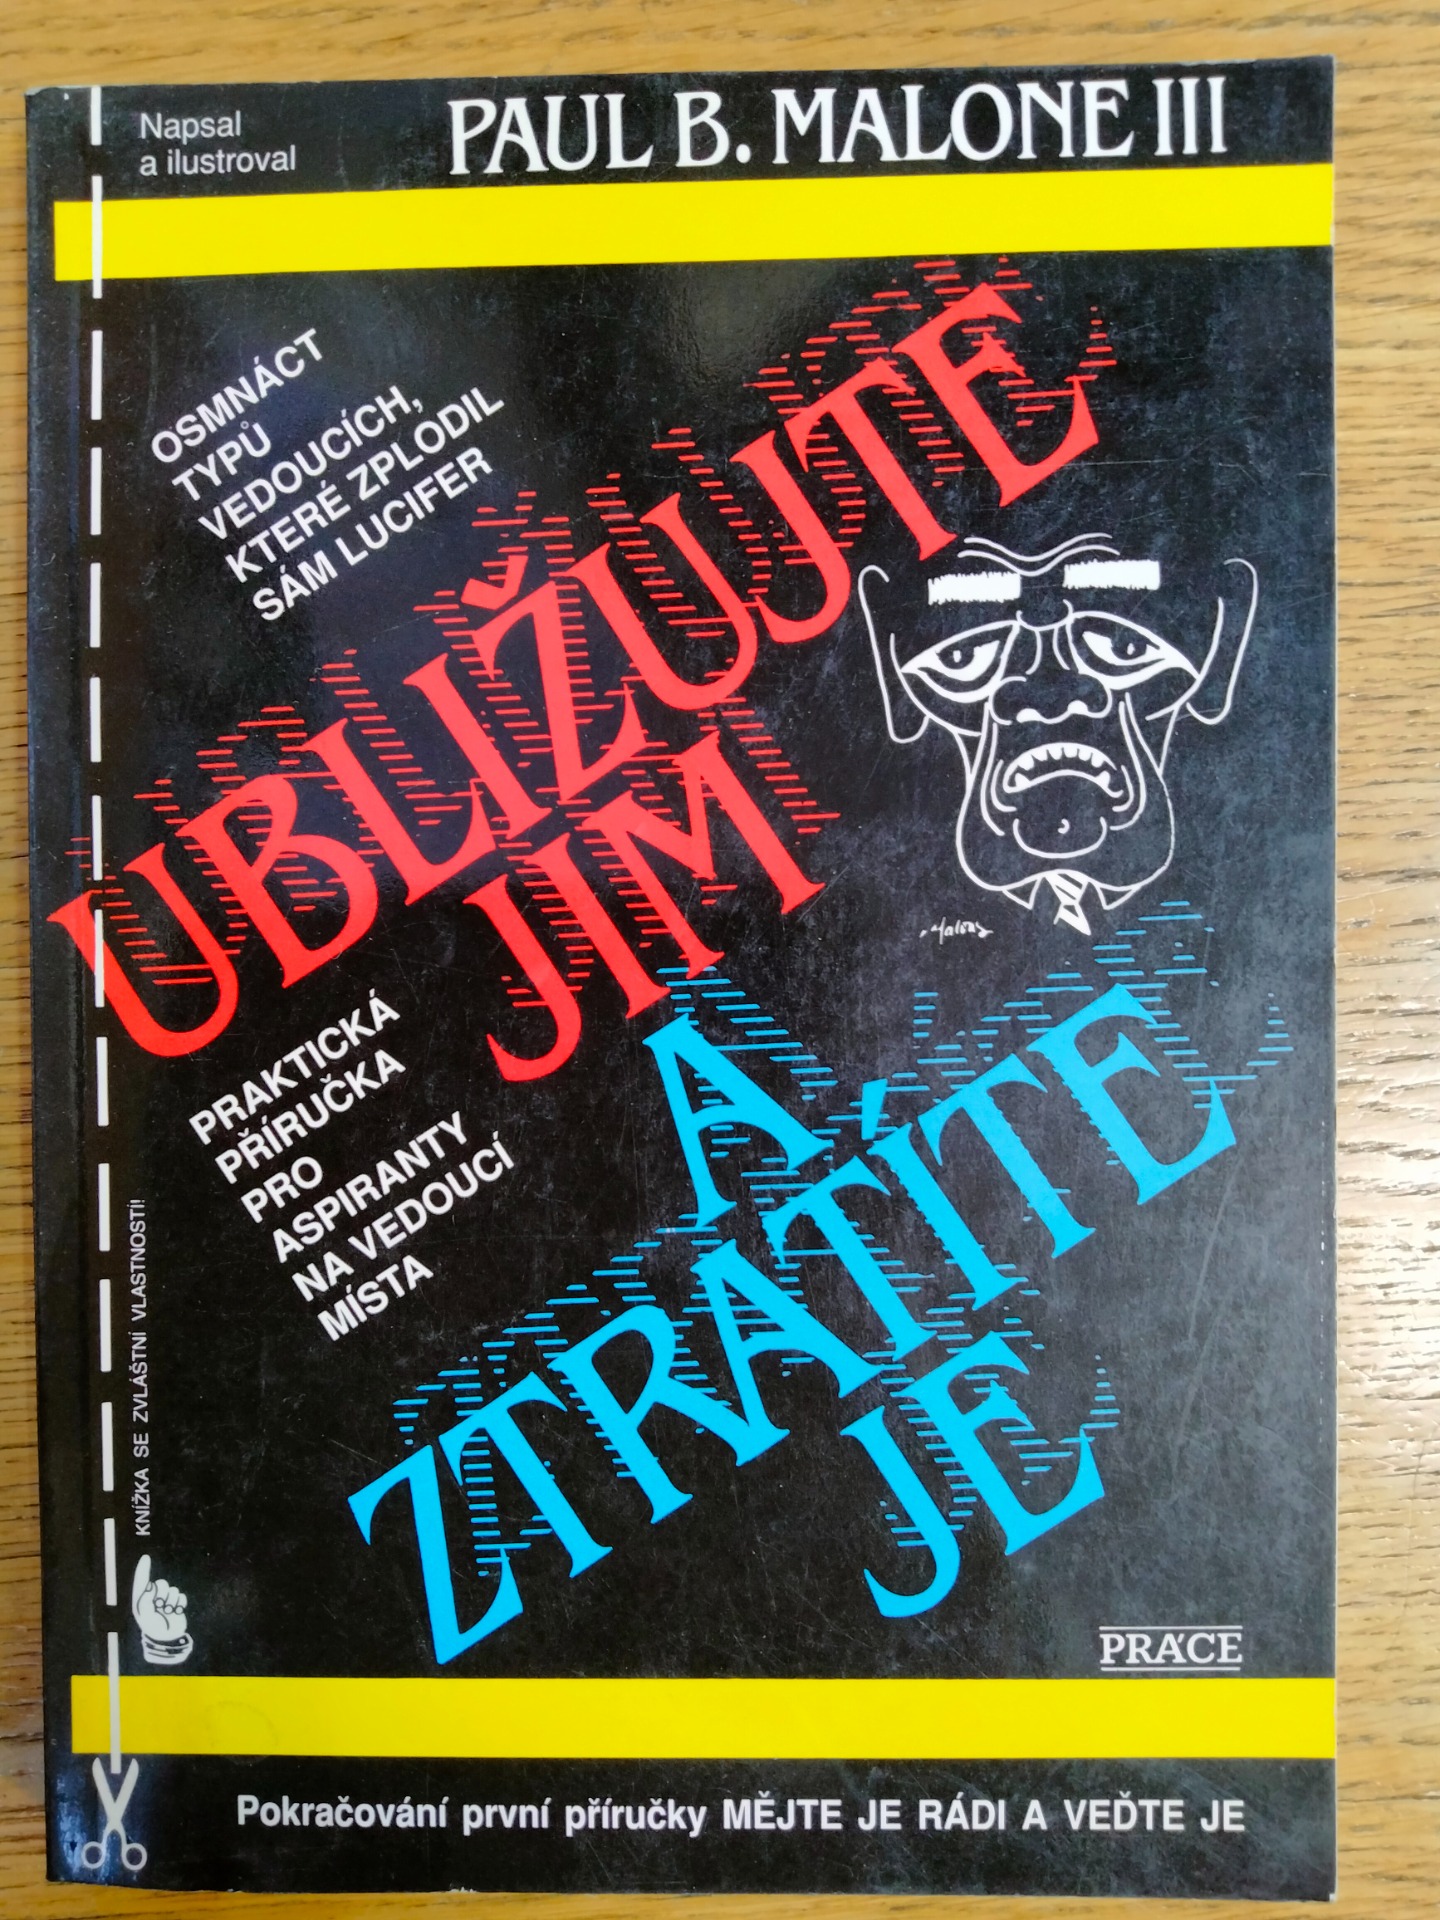 Napsal
a ilustroval
PAUL B. MALONE III
OSMNÁCT
TYPŮ
VEDOUCÍCH,
KTERÉ ZPLODIL
SÁM LUCIFER
UBLIŽUJTE
JIM
A
ZTRATÍTE
JE
PRAKTICKÁ
PŘÍRUČKA
PRO
ASPIRANTY
NA VEDOUCÍ
MÍSTA
Malone
KNÍŽKA SE ZVLÁŠTNÍ VLASTNOSTÍ!
PRÁCE
Pokračování první příručky MĚJTE JE RÁDI A VEĎTE JE